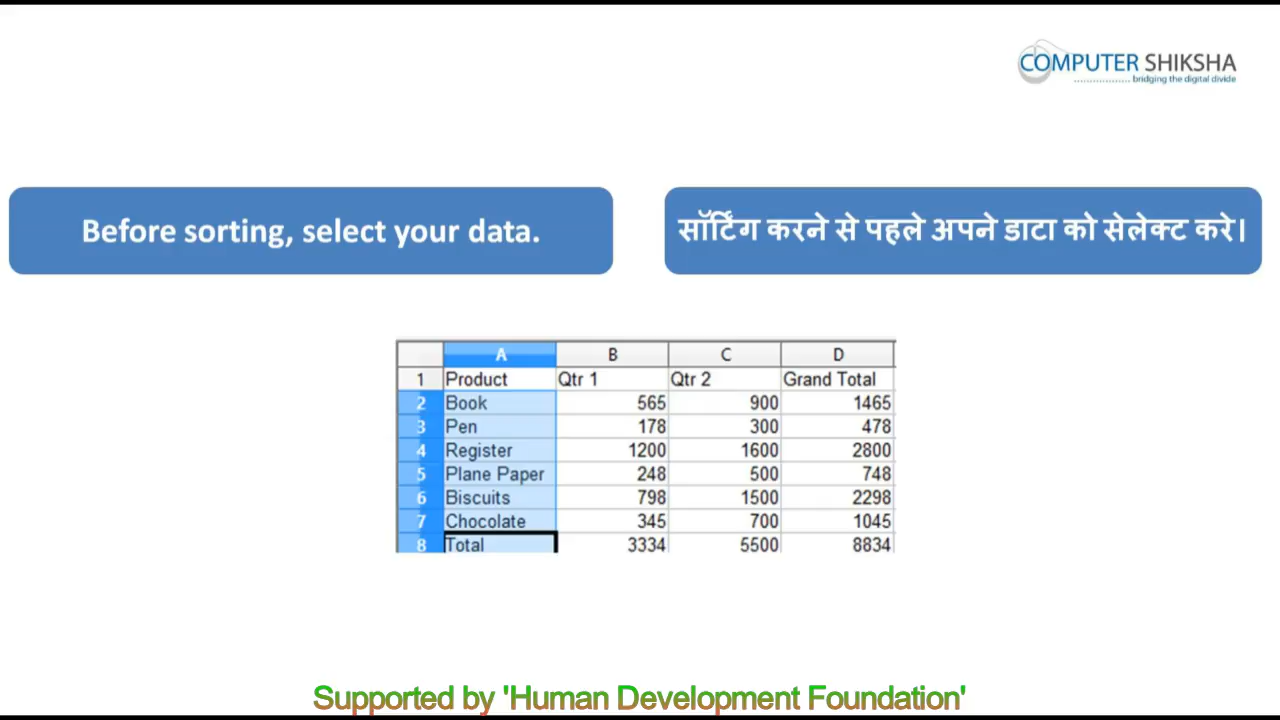 COMPUTER SHIKSHA
bridging the digital divide
Before sorting, select your data.
सॉर्टिंग करने से पहले अपने डाटा को सेलेक्ट करे।
A B C D
1 Product Qtr 1 Qtr 2 Grand Total
2 Book 565 900 1465
3 Pen 178 300 478
4 Register 1200 1600 2800
5 Plane Paper 248 500 748
6 Biscuits 798 1500 2298
7 Chocolate 345 700 1045
8 Total 3334 5500 8834
Supported by 'Human Development Foundation'